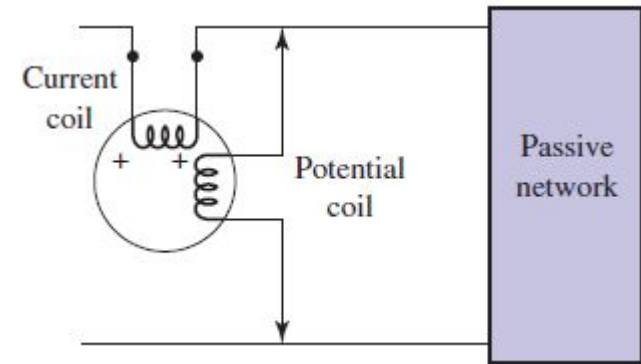 Current
coil
+ +
Potential
coil
Passive
network